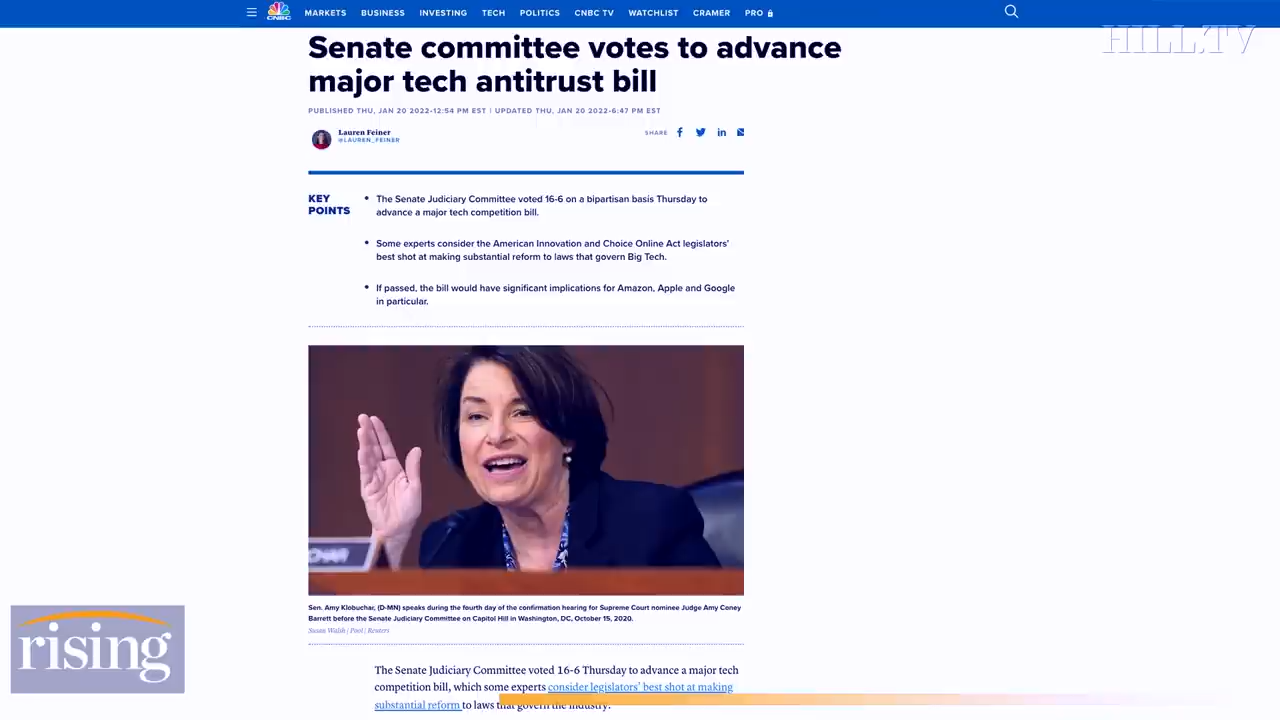 CNBC
MARKETS BUSINESS INVESTING TECH POLITICS CNBC TV WATCHLIST CRAMER PRO
HILL.TV
Senate committee votes to advance
major tech antitrust bill
PUBLISHED THU, JAN 20 2022•12:54 PM EST | UPDATED THU, JAN 20 2022•6:47 PM EST
Lauren Feiner
@LAUREN_FEINER
SHARE
KEY
POINTS
• The Senate Judiciary Committee voted 16-6 on a bipartisan basis Thursday to
advance a major tech competition bill.
• Some experts consider the American Innovation and Choice Online Act legislators'
best shot at making substantial reform to laws that govern Big Tech.
• If passed, the bill would have significant implications for Amazon, Apple and Google
in particular.
Sen. Amy Klobuchar, (D-MN) speaks during the fourth day of the confirmation hearing for Supreme Court nominee Judge Amy Coney
Barrett before the Senate Judiciary Committee on Capitol Hill in Washington, DC, October 15, 2020.
Susan Walsh | Pool | Reuters
rising
The Senate Judiciary Committee voted 16-6 Thursday to advance a major tech
competition bill, which some experts consider legislators' best shot at making
substantial reform to laws that govern the industry.